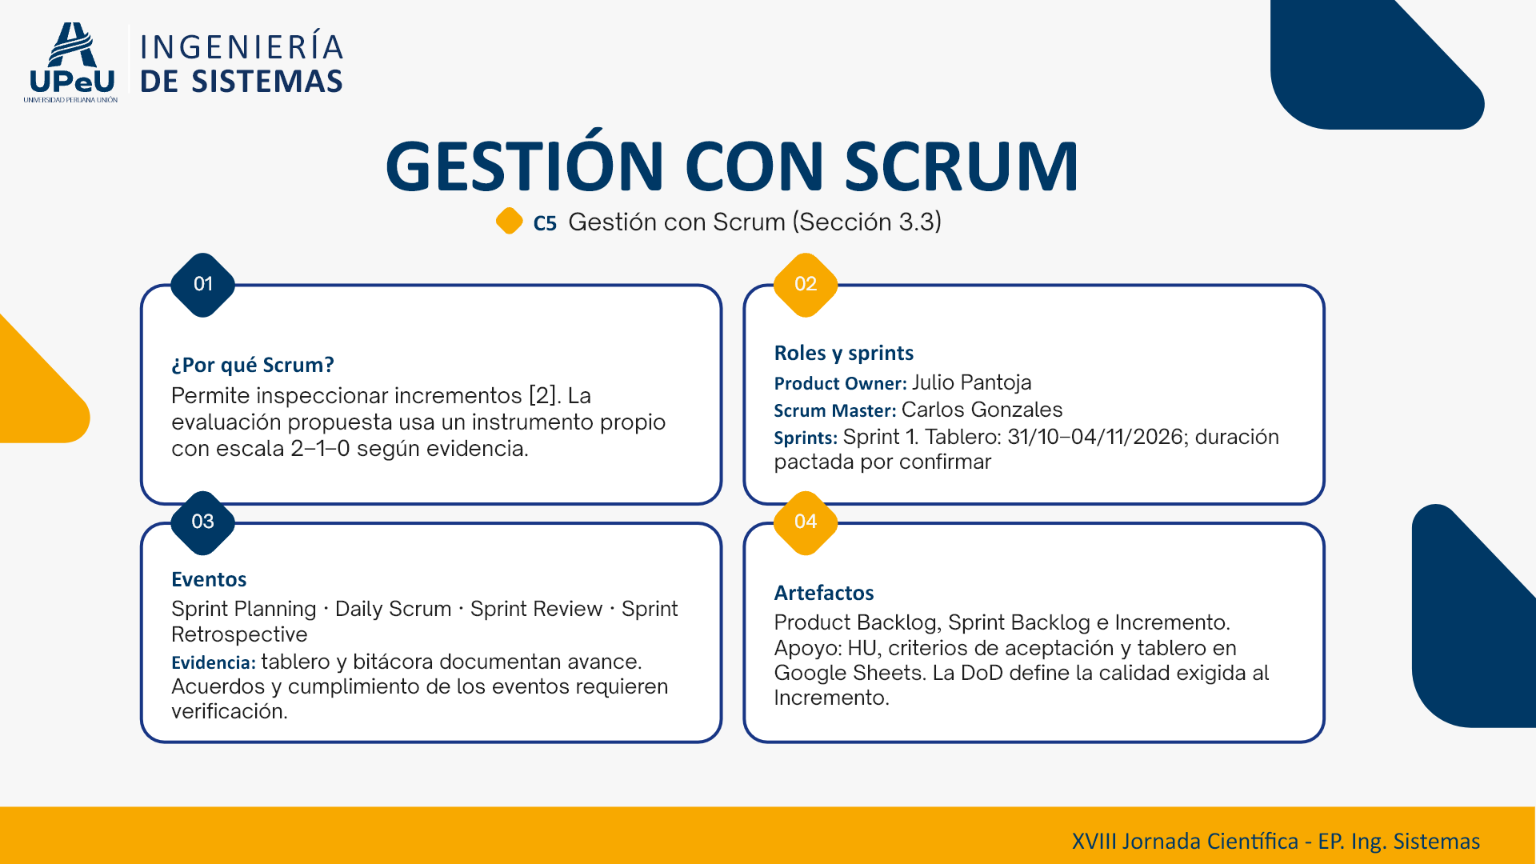 UPeU
UNIVERSIDAD PERUANA UNIÓN
INGENIERÍA
DE SISTEMAS
GESTIÓN CON SCRUM
C5 Gestión con Scrum (Sección 3.3)
01
¿Por qué Scrum?
Permite inspeccionar incrementos [2]. La
evaluación propuesta usa un instrumento propio
con escala 2–1–0 según evidencia.
02
Roles y sprints
Product Owner: Julio Pantoja
Scrum Master: Carlos Gonzales
Sprints: Sprint 1. Tablero: 31/10–04/11/2026; duración
pactada por confirmar
03
Eventos
Sprint Planning · Daily Scrum · Sprint Review · Sprint
Retrospective
Evidencia: tablero y bitácora documentan avance.
Acuerdos y cumplimiento de los eventos requieren
verificación.
04
Artefactos
Product Backlog, Sprint Backlog e Incremento.
Apoyo: HU, criterios de aceptación y tablero en
Google Sheets. La DoD define la calidad exigida al
Incremento.
XVIII Jornada Científica - EP. Ing. Sistemas